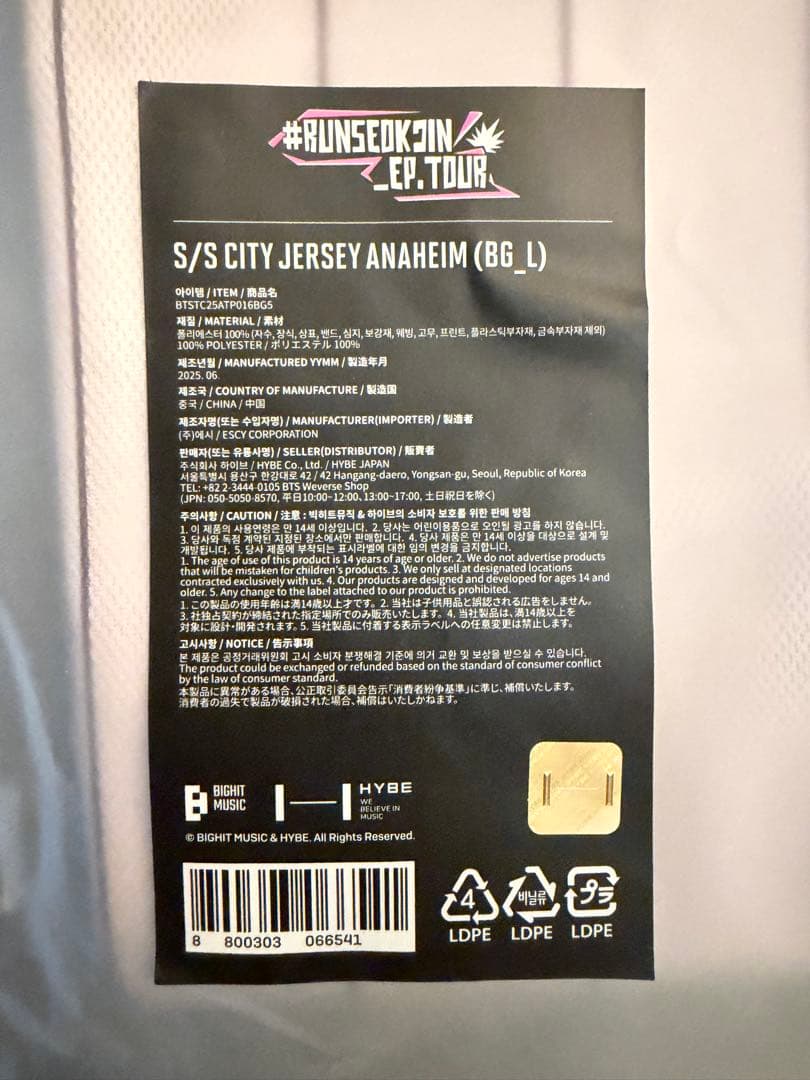 #RUNSEOKJIN
_EP.TOUR
S/S CITY JERSEY ANAHEIM (BG_L)
아이템 / ITEM / 商品名
BTSTC25ATP016BG5
재질 / MATERIAL / 素材
폴리에스터 100% (자수, 장식, 상표, 밴드, 심지, 보강재, 웨빙, 고무, 프린트, 플라스틱부자재, 금속부자재 제외)
100% POLYESTER / ポリエステル 100%
제조년월 / MANUFACTURED YYMM / 製造年月
2025. 06.
제조국 / COUNTRY OF MANUFACTURE / 製造国
중국 / CHINA / 中国
제조자명(또는 수입자명) / MANUFACTURER(IMPORTER) / 製造者
(주)에시 / ESCY CORPORATION
판매자(또는 유통사명) / SELLER(DISTRIBUTOR) / 販賣者
주식회사 하이브 / HYBE Co., Ltd. / HYBE JAPAN
서울특별시 용산구 한강대로 42 / 42 Hangang-daero, Yongsan-gu, Seoul, Republic of Korea
TEL: +82 2-3444-0105 BTS Weverse Shop
(JPN: 050-5050-8570, 平日10:00~12:00、13:00~17:00, 土日祝日を除く)
주의사항 / CAUTION / 注意 : 빅히트뮤직 & 하이브의 소비자 보호를 위한 판매 방침
1. 이 제품의 사용연령은 만 14세 이상입니다. 2. 당사는 어린이용품으로 오인될 광고를 하지 않습니다.
3. 당사와 독점 계약된 지정된 장소에서만 판매합니다. 4. 당사 제품은 만 14세 이상을 대상으로 설계 및
개발됩니다. 5. 당사 제품에 부착되는 표시라벨에 대한 임의 변경을 금지합니다.
1. The age of use of this product is 14 years of age or older. 2. We do not advertise products
that will be mistaken for children's products. 3. We only sell at designated locations
contracted exclusively with us. 4. Our products are designed and developed for ages 14 and
older. 5. Any change to the label attached to our product is prohibited.
1. この製品の使用年齢は満14歳以上才です。2. 当社は子供用品と誤認される広告をしません。
3. 社独占契約が締結された指定場所でのみ販売いたします。4. 当社製品は、満14歳以上を
対象に設計・開発されます。5. 当社製品に付着する表示ラベルへの任意変更は禁止します。
고시사항 / NOTICE / 告示事項
본 제품은 공정거래위원회 고시 소비자 분쟁해결 기준에 의거 교환 및 보상을 받으실 수 있습니다.
The product could be exchanged or refunded based on the standard of consumer conflict
by the law of consumer standard.
本製品に異常がある場合、公正取引委員会告示「消費者紛争基準」に準じ、補償いたします。
消費者の過失で製品が破損された場合、補償はいたしかねます。
BIGHIT
MUSIC
HYBE
WE
BELIEVE IN
MUSIC
© BIGHIT MUSIC & HYBE. All Rights Reserved.
8 800303 066541
4
LDPE
비닐류
LDPE
プラ
LDPE